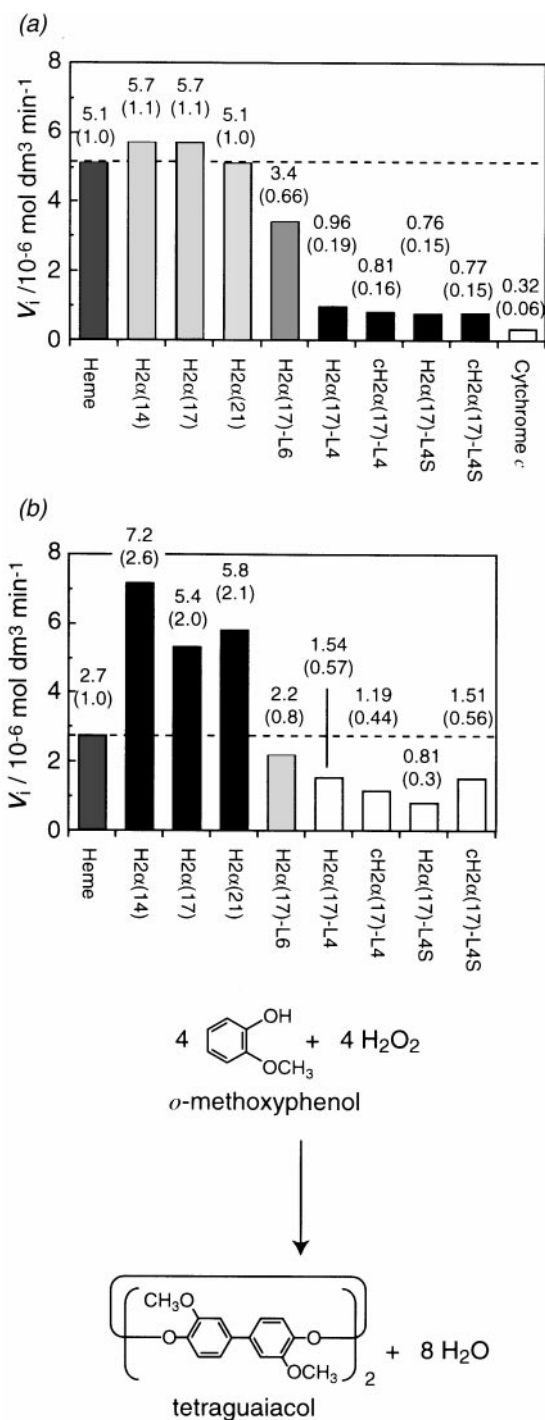 (a)
8
6
4
2
0
Vi /10-6 mol dm3 min-1
5.1
(1.0)
5.7
(1.1)
5.7
(1.1)
5.1
(1.0)
3.4
(0.66)
0.96
(0.19)
0.81
(0.16)
0.76
(0.15)
0.77
(0.15)
0.32
(0.06)
Heme
H2α(14)
H2α(17)
H2α(21)
H2α(17)-L6
H2α(17)-L4
cH2α(17)-L4
H2α(17)-L4S
cH2α(17)-L4S
Cytchrome c
(b)
8
6
4
2
0
Vi / 10-6 mol dm3 min-1
2.7
(1.0)
7.2
(2.6)
5.4
(2.0)
5.8
(2.1)
2.2
(0.8)
1.54
(0.57)
1.19
(0.44)
0.81
(0.3)
1.51
(0.56)
Heme
H2α(14)
H2α(17)
H2α(21)
H2α(17)-L6
H2α(17)-L4
cH2α(17)-L4
H2α(17)-L4S
cH2α(17)-L4S
4 OH OCH3 + 4 H2O2
o-methoxyphenol
CH3O O O OCH3 2 + 8 H2O
tetraguaiacol